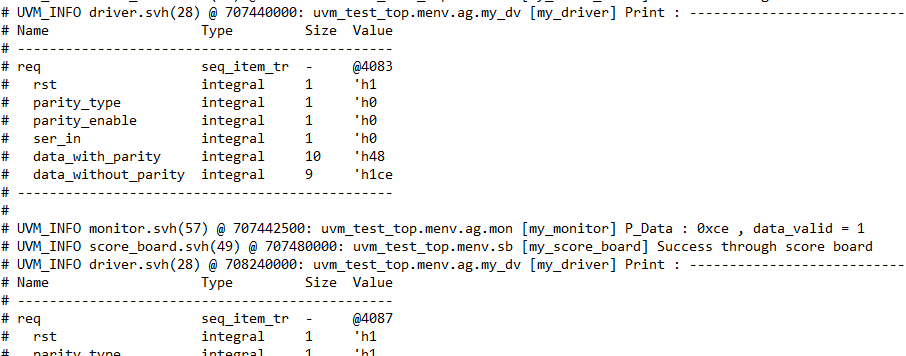 # UVM_INFO driver.svh(28) @ 707440000: uvm_test_top.menv.ag.my_dv [my_driver] Print : ---------------------------
# Name Type Size Value
# ----------------------------------------------
# req seq_item_tr - @4083
# rst integral 1 'h1
# parity_type integral 1 'h0
# parity_enable integral 1 'h0
# ser_in integral 1 'h0
# data_with_parity integral 10 'h48
# data_without_parity integral 9 'h1ce
# ----------------------------------------------
#
# UVM_INFO monitor.svh(57) @ 707442500: uvm_test_top.menv.ag.mon [my_monitor] P_Data : 0xce , data_valid = 1
# UVM_INFO score_board.svh(49) @ 707480000: uvm_test_top.menv.sb [my_score_board] Success through score board
# UVM_INFO driver.svh(28) @ 708240000: uvm_test_top.menv.ag.my_dv [my_driver] Print : ---------------------------
# Name Type Size Value
# ----------------------------------------------
# req seq_item_tr - @4087
# rst integral 1 'h1
# parity_type integral 1 'h1